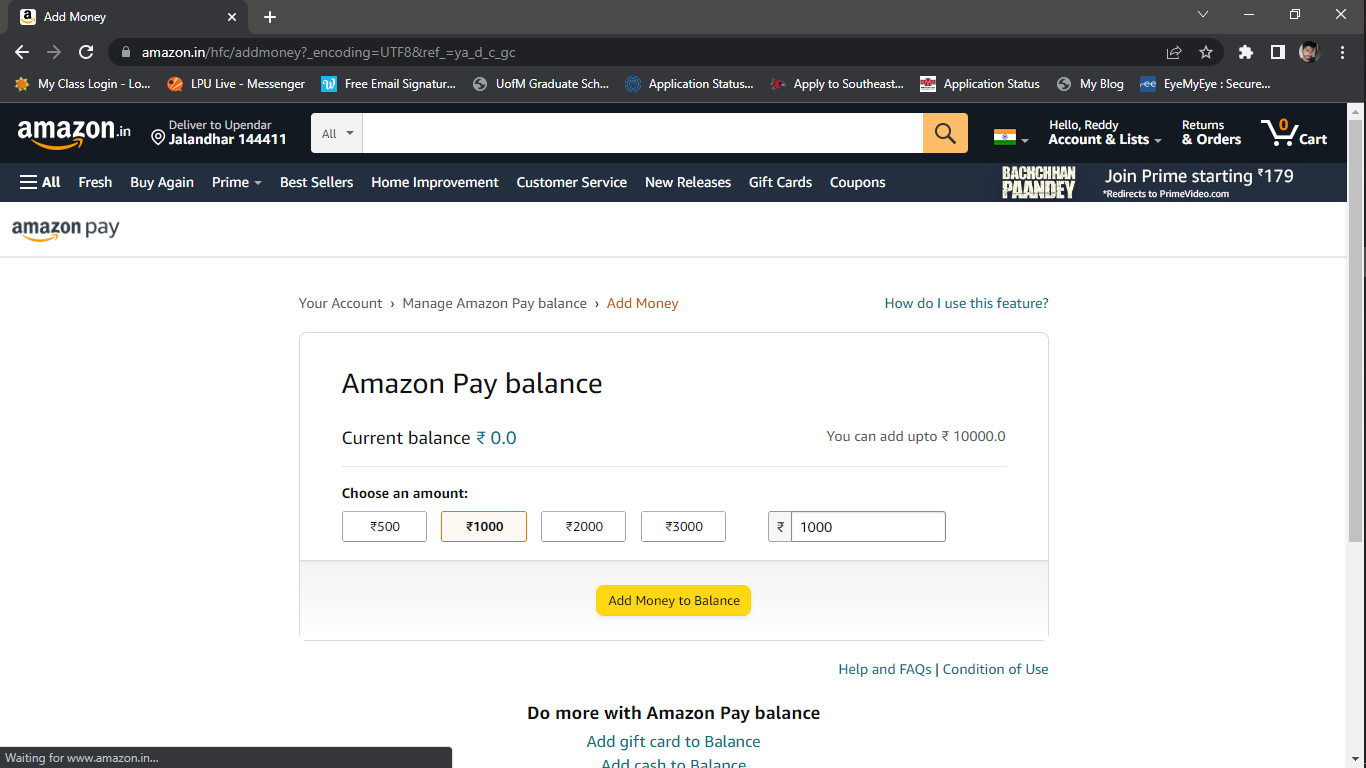 Add Money
amazon.in/hfc/addmoney?_encoding=UTF8&ref_=ya_d_c_gc
My Class Login - Lo... LPU Live - Messenger Free Email Signatur... UofM Graduate Sch... Application Status... Apply to Southeast... Application Status My Blog EyeMyEye : Secure...
amazon.in
Deliver to Upendar
Jalandhar 144411
All
Hello, Reddy
Account & Lists
Returns
& Orders
0
Cart
All Fresh Buy Again Prime Best Sellers Home Improvement Customer Service New Releases Gift Cards Coupons
BACHCHHAN
PAANDEY
Join Prime starting ₹179
*Redirects to PrimeVideo.com
amazon pay
Your Account › Manage Amazon Pay balance › Add Money
How do I use this feature?
Amazon Pay balance
Current balance ₹ 0.0
You can add upto ₹ 10000.0
Choose an amount:
₹500 ₹1000 ₹2000 ₹3000 ₹ 1000
Add Money to Balance
Help and FAQs | Condition of Use
Do more with Amazon Pay balance
Add gift card to Balance
Add cash to Balance
Waiting for www.amazon.in...